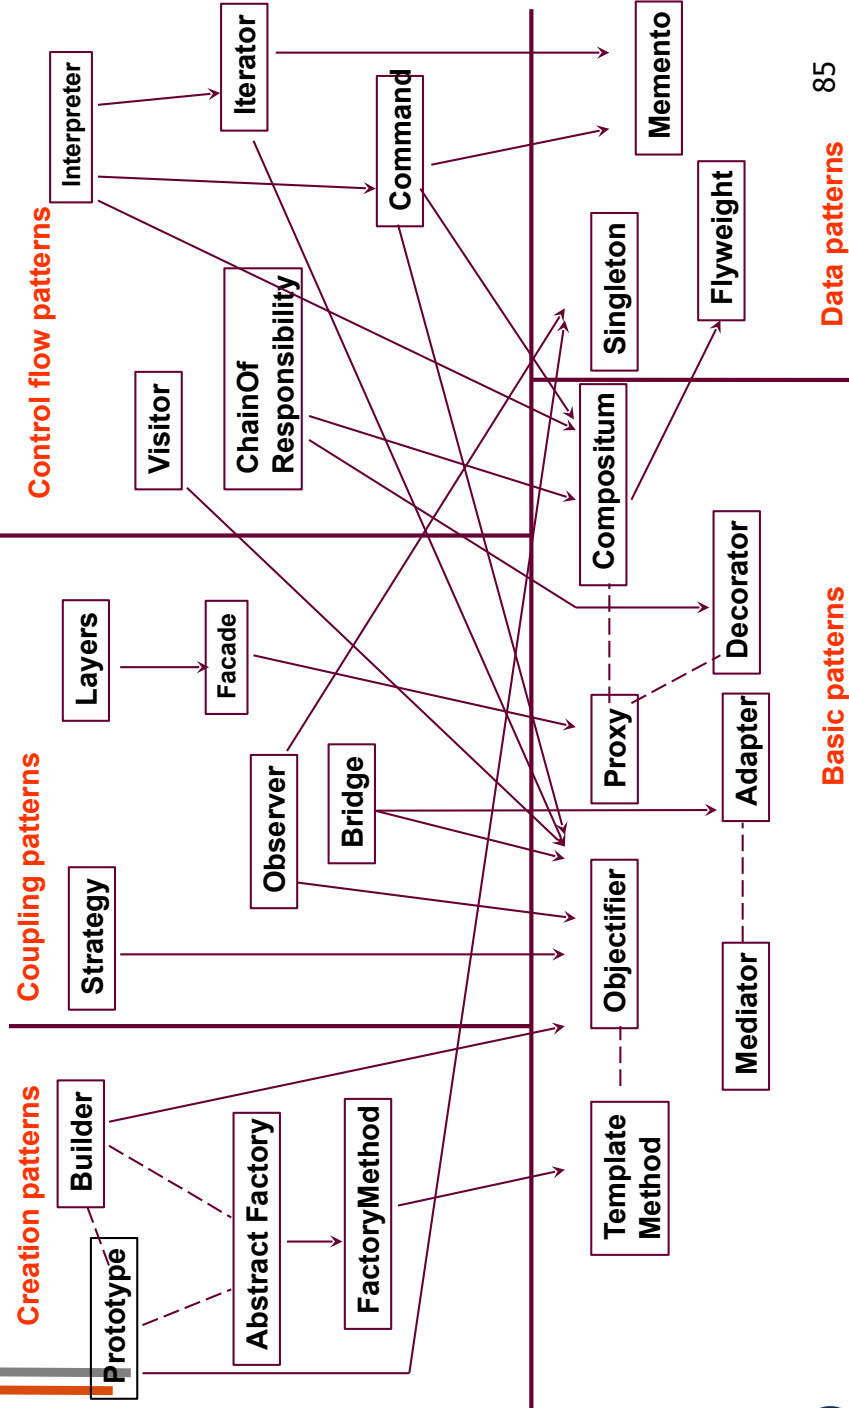 Creation patterns
Coupling patterns
Control flow patterns
Builder
Strategy
Layers
Interpreter
Prototype
Visitor
Facade
Iterator
Abstract Factory
Observer
ChainOf
Responsibility
FactoryMethod
Bridge
Command
Template
Method
Objectifier
Proxy
Compositum
Singleton
Memento
Mediator
Adapter
Decorator
Flyweight
Basic patterns
Data patterns
85